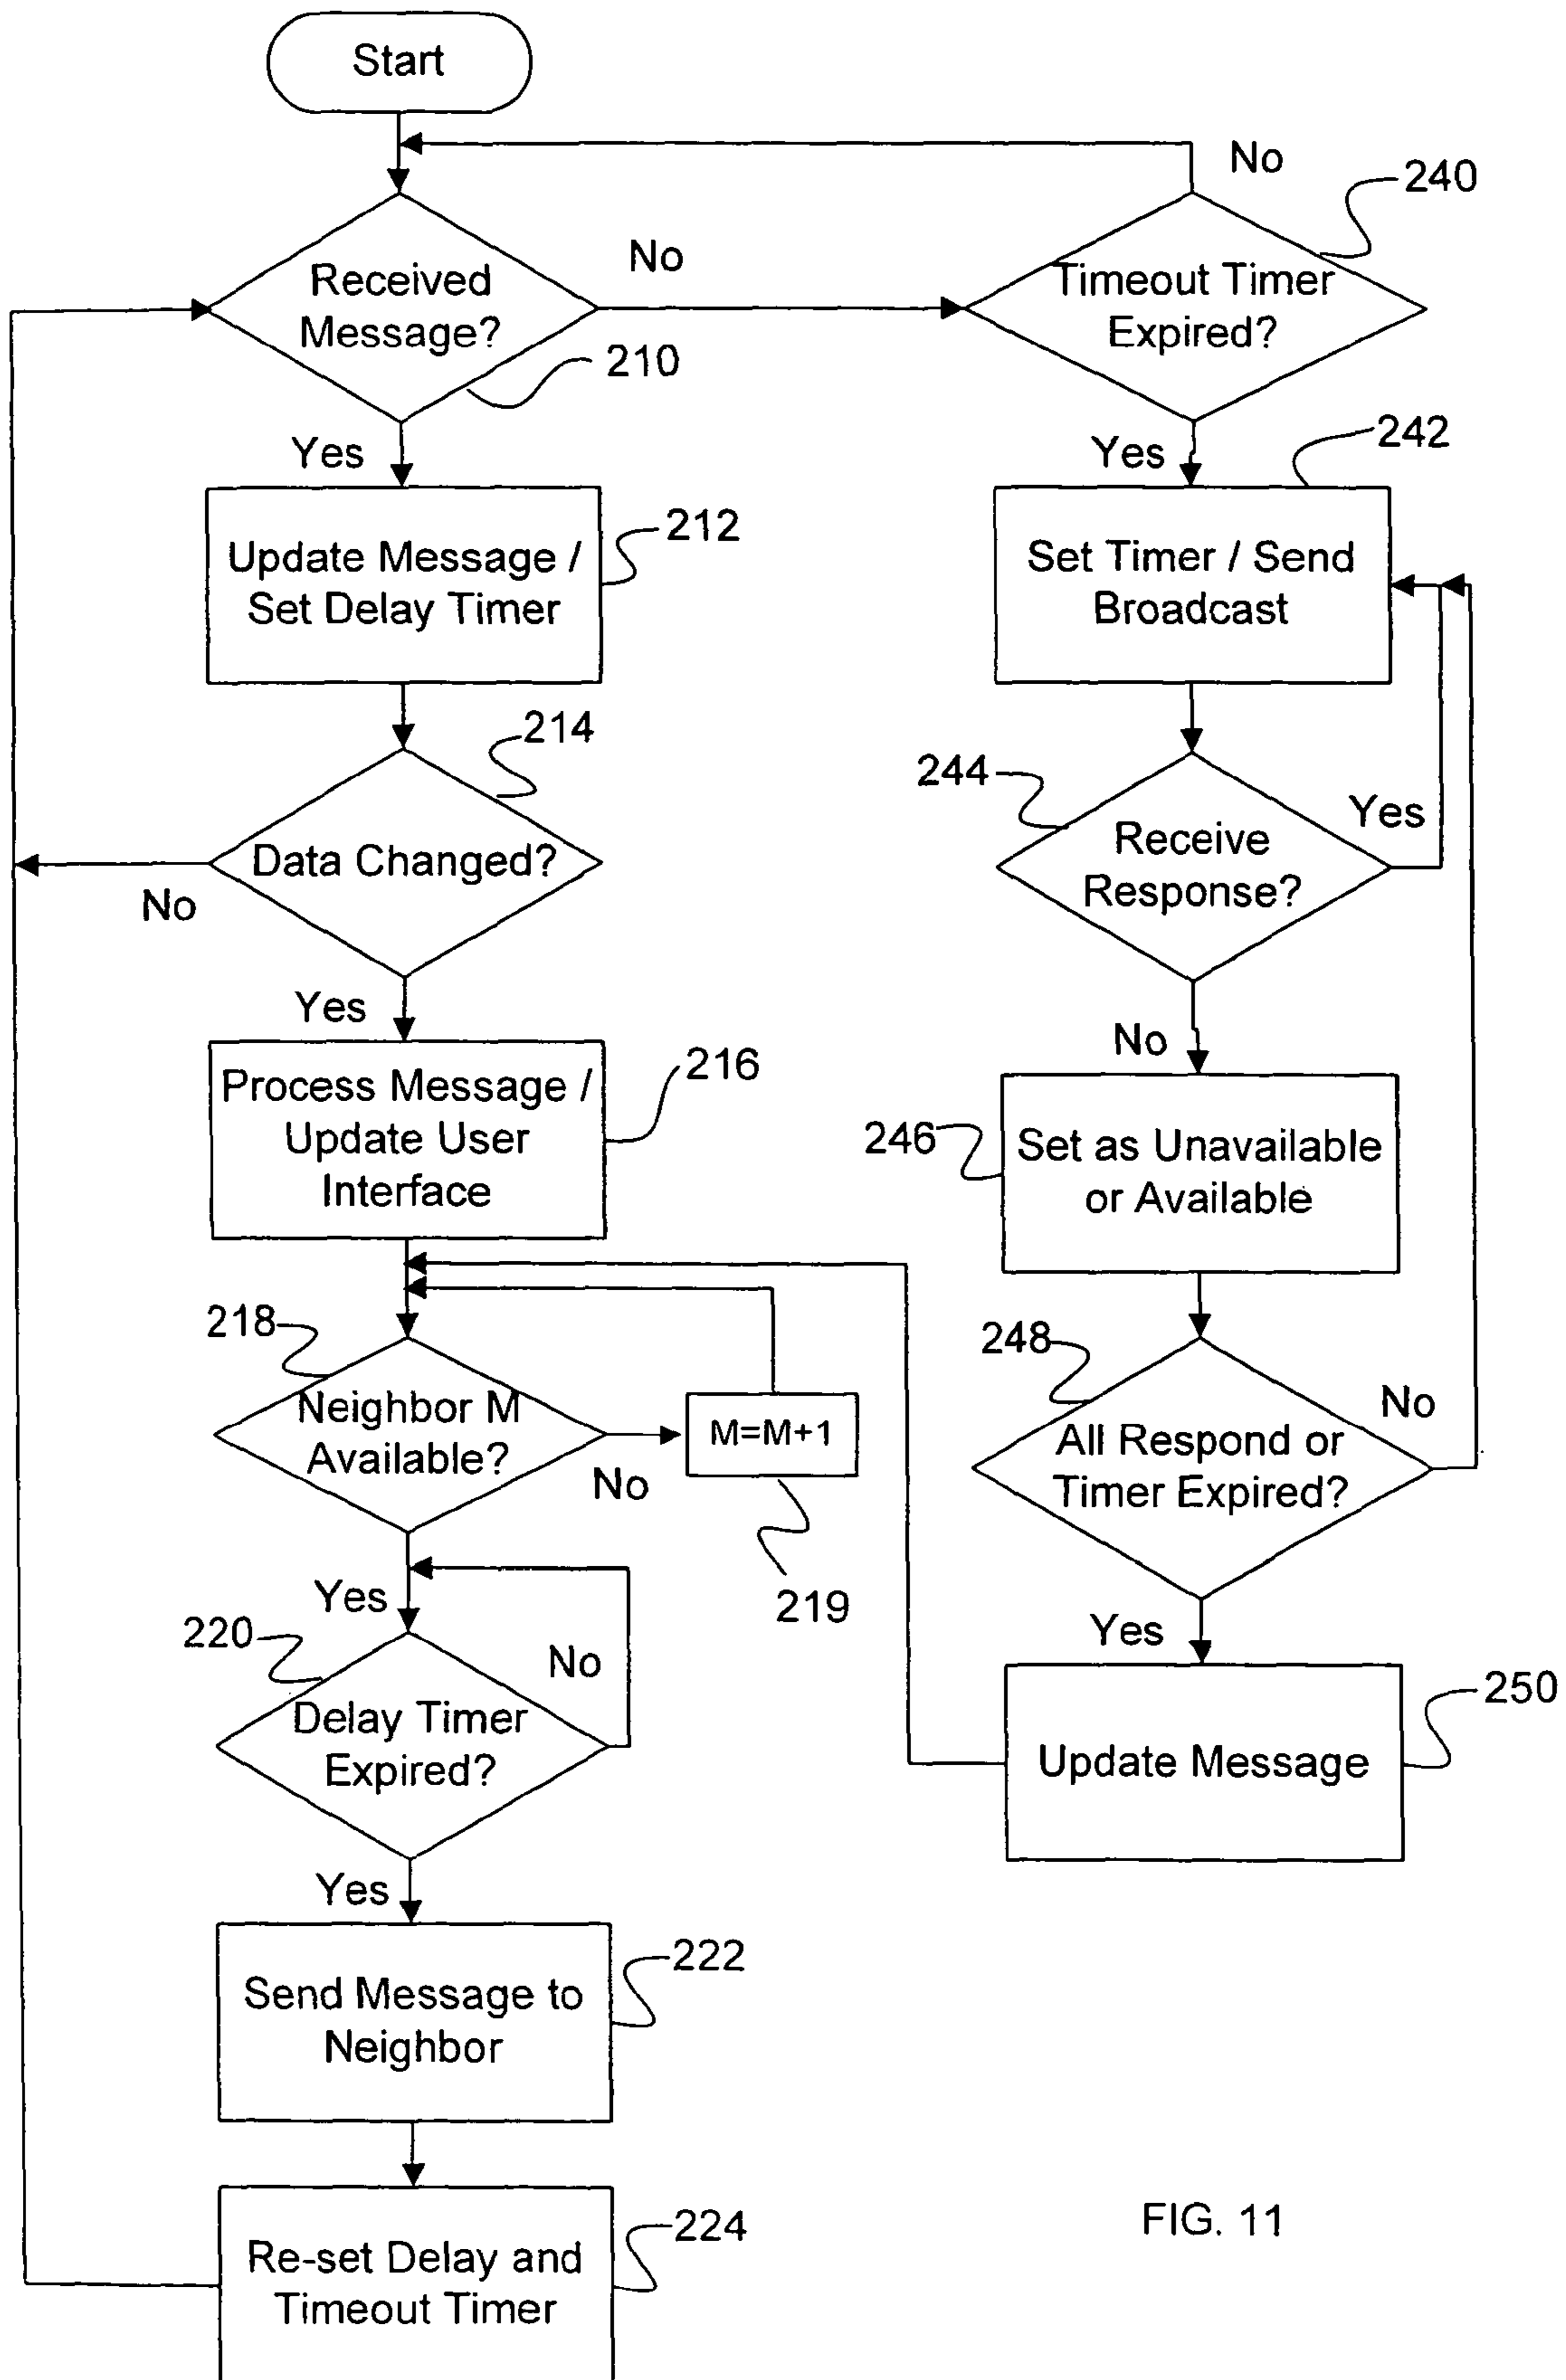 Start
No
240
Received
Message?
No
Timeout Timer
Expired?
210
Yes
Yes
242
Update Message /
Set Delay Timer
212
Set Timer / Send
Broadcast
214
244
Data Changed?
No
Receive
Response?
Yes
Yes
No
Process Message /
Update User
Interface
216
246
Set as Unavailable
or Available
218
248
Neighbor M
Available?
No
M=M+1
219
All Respond or
Timer Expired?
No
Yes
220
No
Delay Timer
Expired?
Yes
Update Message
250
Yes
Send Message to
Neighbor
222
Re-set Delay and
Timeout Timer
224
FIG. 11